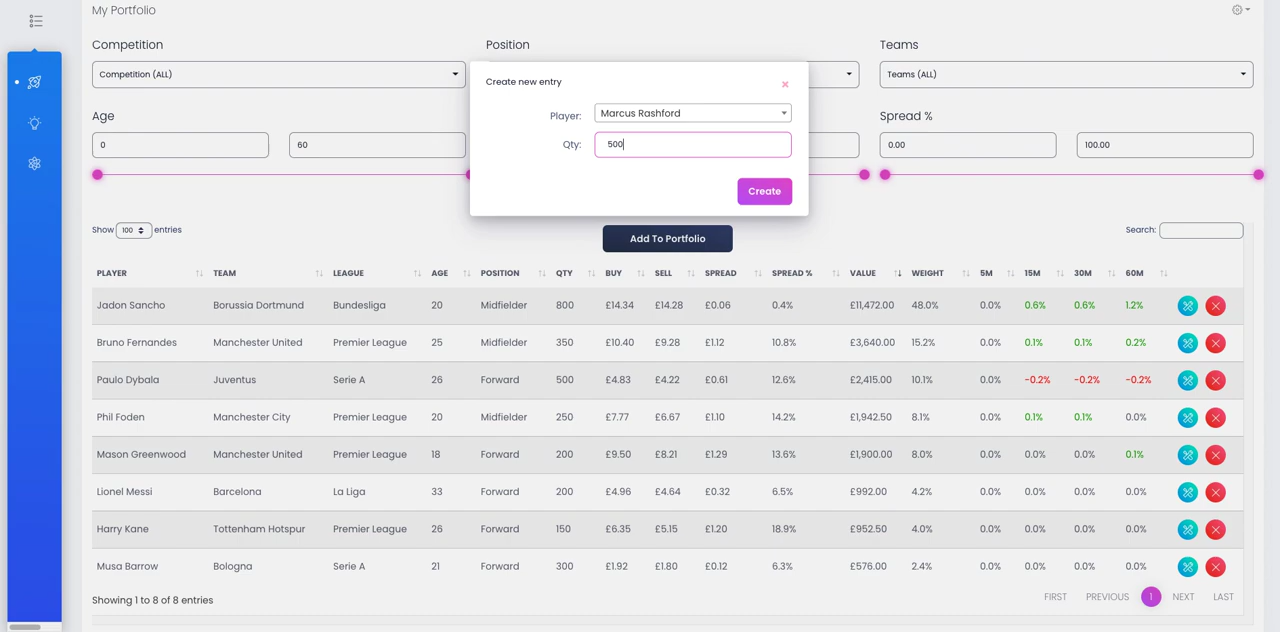 My Portfolio
Competition Position Teams
Competition (ALL) Teams (ALL)
Create new entry
Player: Marcus Rashford
Qty: 500
Create
Age Spread %
0 60 0.00 100.00
Show 100 entries Add To Portfolio Search:
PLAYER TEAM LEAGUE AGE POSITION QTY BUY SELL SPREAD SPREAD % VALUE WEIGHT 5M 15M 30M 60M
Jadon Sancho Borussia Dortmund Bundesliga 20 Midfielder 800 £14.34 £14.28 £0.06 0.4% £11,472.00 48.0% 0.0% 0.6% 0.6% 1.2%
Bruno Fernandes Manchester United Premier League 25 Midfielder 350 £10.40 £9.28 £1.12 10.8% £3,640.00 15.2% 0.0% 0.1% 0.1% 0.2%
Paulo Dybala Juventus Serie A 26 Forward 500 £4.83 £4.22 £0.61 12.6% £2,415.00 10.1% 0.0% -0.2% -0.2% -0.2%
Phil Foden Manchester City Premier League 20 Midfielder 250 £7.77 £6.67 £1.10 14.2% £1,942.50 8.1% 0.0% 0.1% 0.1% 0.0%
Mason Greenwood Manchester United Premier League 18 Forward 200 £9.50 £8.21 £1.29 13.6% £1,900.00 8.0% 0.0% 0.0% 0.0% 0.1%
Lionel Messi Barcelona La Liga 33 Forward 200 £4.96 £4.64 £0.32 6.5% £992.00 4.2% 0.0% 0.0% 0.0% 0.0%
Harry Kane Tottenham Hotspur Premier League 26 Forward 150 £6.35 £5.15 £1.20 18.9% £952.50 4.0% 0.0% 0.0% 0.0% 0.0%
Musa Barrow Bologna Serie A 21 Forward 300 £1.92 £1.80 £0.12 6.3% £576.00 2.4% 0.0% 0.0% 0.0% 0.0%
Showing 1 to 8 of 8 entries FIRST PREVIOUS 1 NEXT LAST